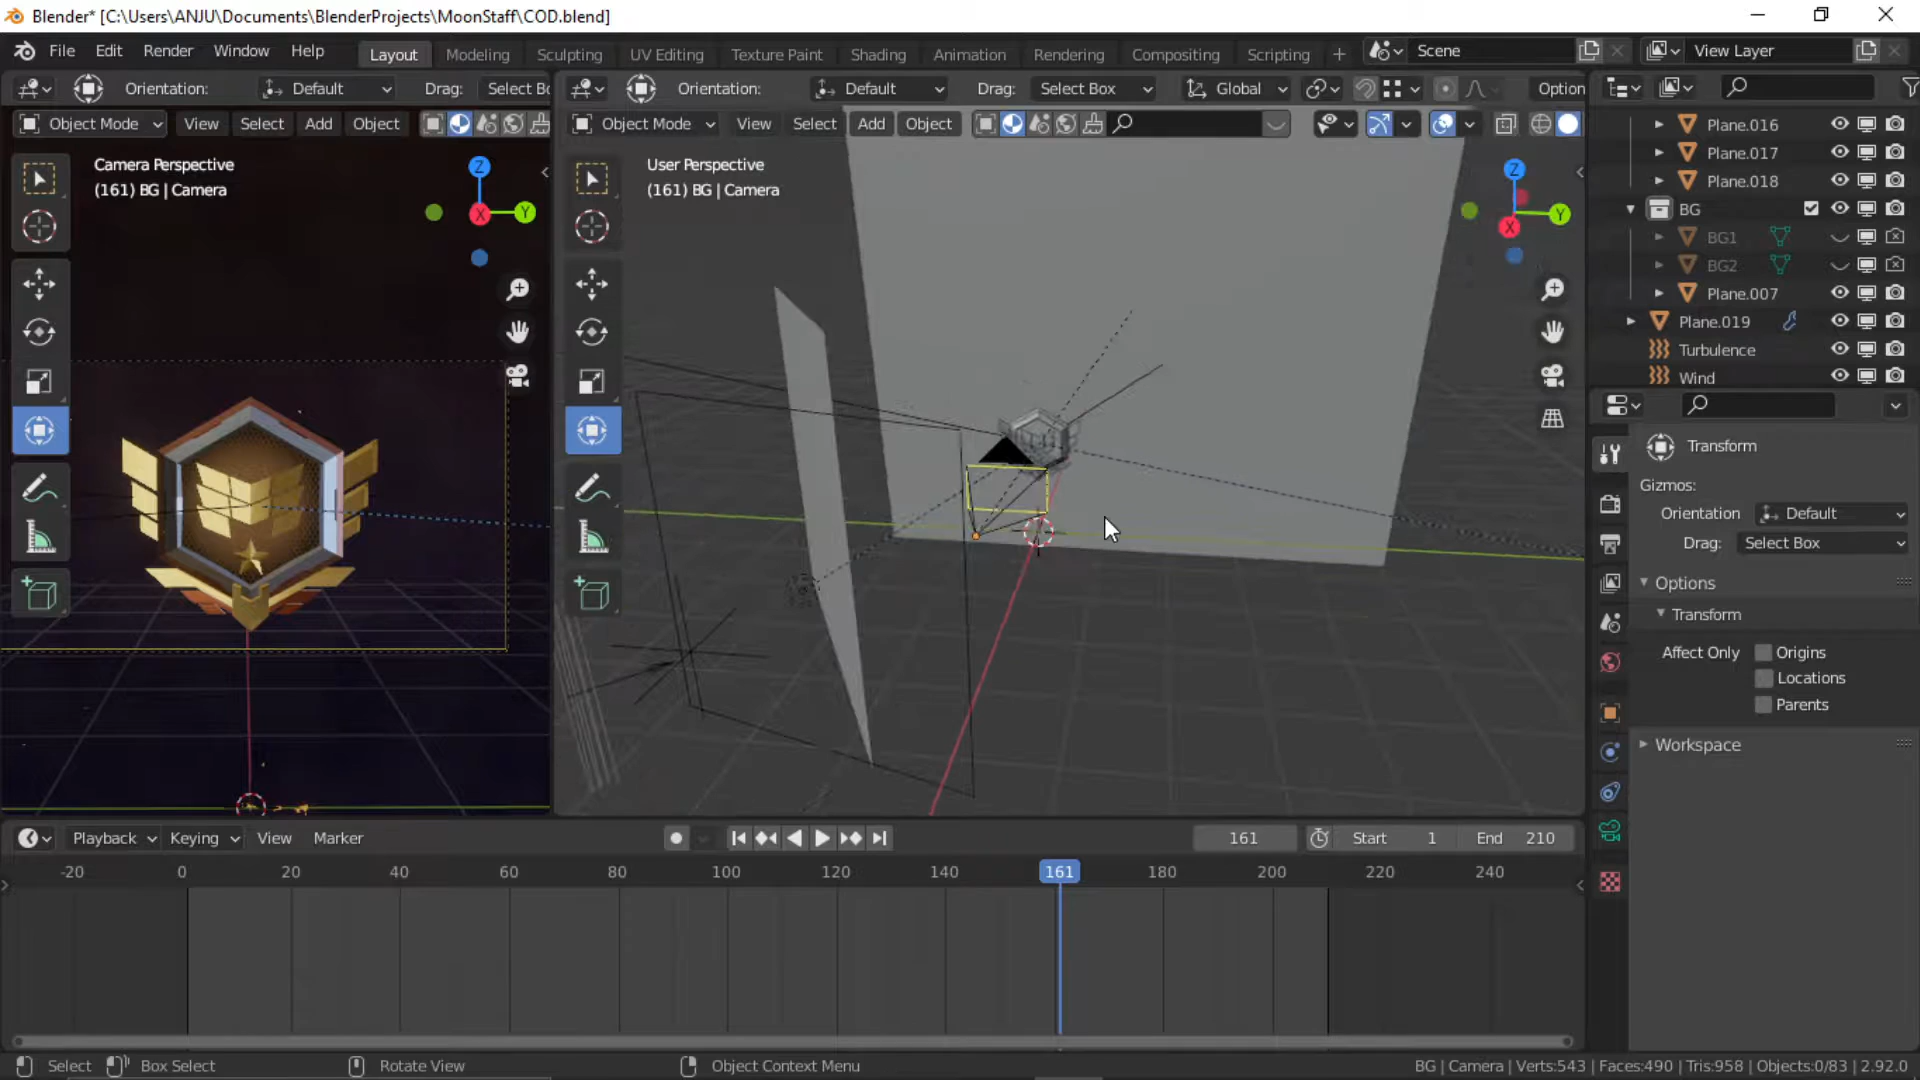 Blender* [C:\Users\ANJU\Documents\BlenderProjects\MoonStaff\COD.blend]
File Edit Render Window Help Layout Modeling Sculpting UV Editing Texture Paint Shading Animation Rendering Compositing Scripting + Scene View Layer
Orientation: Default Drag: Select Bo
Orientation: Default Drag: Select Box Global Option
Object Mode View Select Add Object
Object Mode View Select Add Object
Camera Perspective
(161) BG | Camera
Z
X
Y
User Perspective
(161) BG | Camera
Z
X
Y
Plane.016
Plane.017
Plane.018
BG
BG1
BG2
Plane.007
Plane.019
Turbulence
Wind
Transform
Gizmos:
Orientation Default
Drag: Select Box
Options
Transform
Affect Only Origins
Locations
Parents
Workspace
Playback Keying View Marker 161 Start 1 End 210
-20 0 20 40 60 80 100 120 140 161 180 200 220 240
Select Box Select Rotate View Object Context Menu BG | Camera | Verts:543 | Faces:490 | Tris:958 | Objects:0/83 | 2.92.0